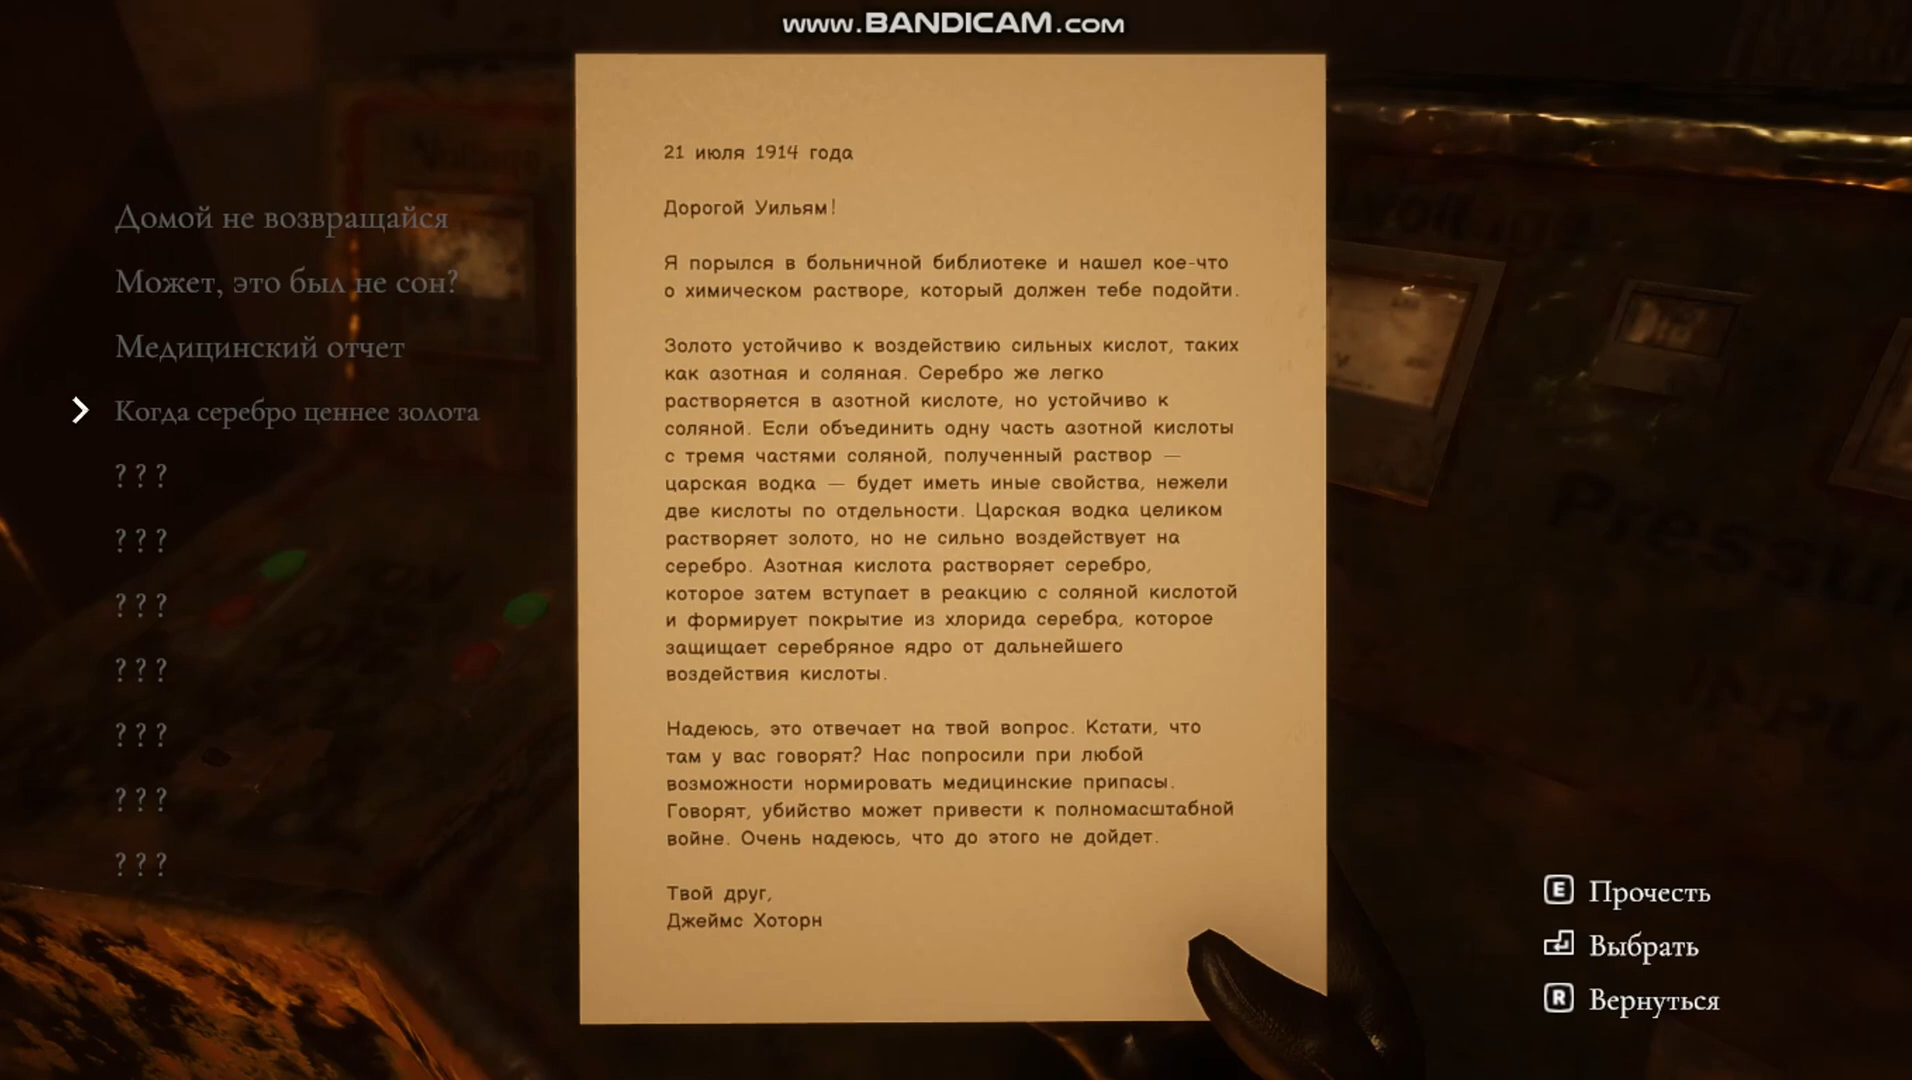 www.BANDICAM.com
Домой не возвращайся
Может, это был не сон?
Медицинский отчет
Когда серебро ценнее золота
???
???
???
???
???
???
???
21 июля 1914 года
Дорогой Уильям!
Я порылся в больничной библиотеке и нашел кое-что
о химическом растворе, который должен тебе подойти.
Золото устойчиво к воздействию сильных кислот, таких
как азотная и соляная. Серебро же легко
растворяется в азотной кислоте, но устойчиво к
соляной. Если объединить одну часть азотной кислоты
с тремя частями соляной, полученный раствор —
царская водка — будет иметь иные свойства, нежели
две кислоты по отдельности. Царская водка целиком
растворяет золото, но не сильно воздействует на
серебро. Азотная кислота растворяет серебро,
которое затем вступает в реакцию с соляной кислотой
и формирует покрытие из хлорида серебра, которое
защищает серебряное ядро от дальнейшего
воздействия кислоты.
Надеюсь, это отвечает на твой вопрос. Кстати, что
там у вас говорят? Нас попросили при любой
возможности нормировать медицинские припасы.
Говорят, убийство может привести к полномасштабной
войне. Очень надеюсь, что до этого не дойдет.
Твой друг,
Джеймс Хоторн
E Прочесть
Выбрать
R Вернуться